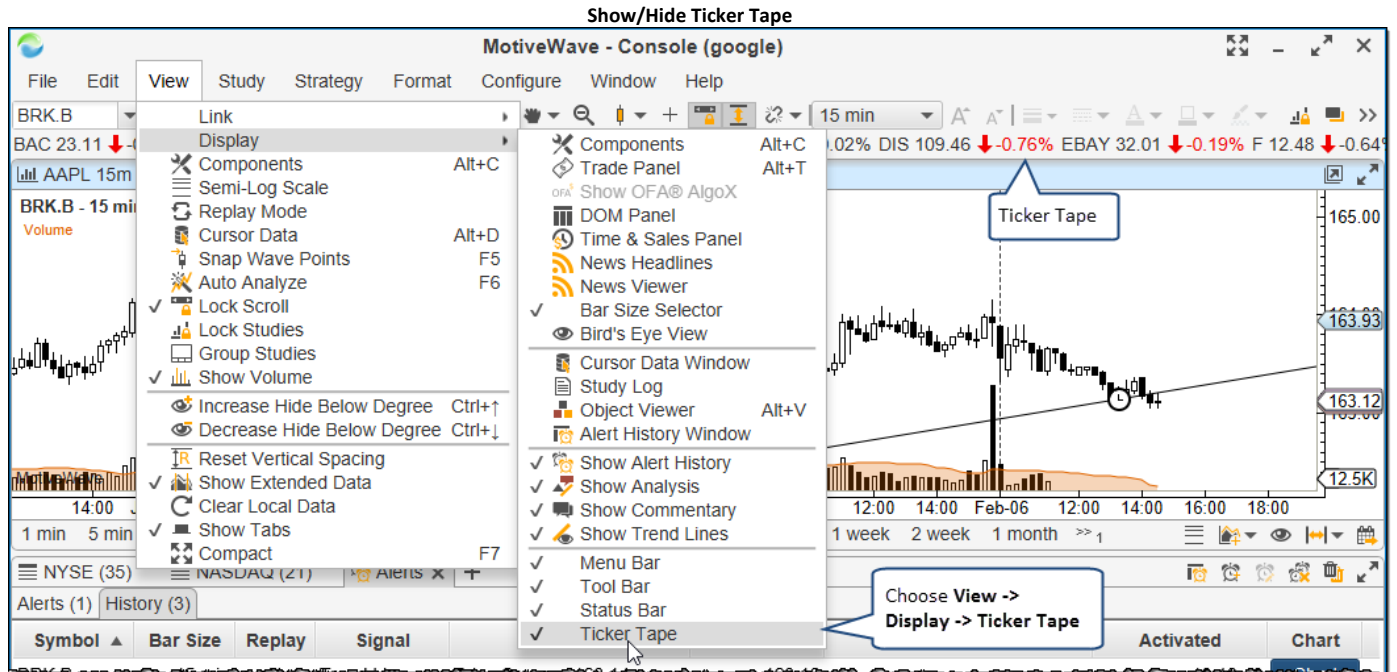 Show/Hide Ticker Tape
MotiveWave - Console (google)
File Edit View Study Strategy Format Configure Window Help
BRK.B 15 min
BAC 23.11 .02% DIS 109.46 -0.76% EBAY 32.01 -0.19% F 12.48 -0.64%
AAPL 15m
BRK.B - 15 min
Volume
Link
Display
Components Alt+C
Semi-Log Scale
Replay Mode
Cursor Data Alt+D
Snap Wave Points F5
Auto Analyze F6
Lock Scroll
Lock Studies
Group Studies
Show Volume
Increase Hide Below Degree Ctrl+↑
Decrease Hide Below Degree Ctrl+↓
Reset Vertical Spacing
Show Extended Data
Clear Local Data
Show Tabs
Compact F7
Components Alt+C
Trade Panel Alt+T
OFA Show OFA® AlgoX
DOM Panel
Time & Sales Panel
News Headlines
News Viewer
Bar Size Selector
Bird's Eye View
Cursor Data Window
Study Log
Object Viewer Alt+V
Alert History Window
Show Alert History
Show Analysis
Show Commentary
Show Trend Lines
Menu Bar
Tool Bar
Status Bar
Ticker Tape
Ticker Tape
165.00
163.93
163.12
163.00
12.5K
MotiveWave
14:00 12:00 14:00 Feb-06 12:00 14:00 16:00 18:00
1 min 5 min 1 week 2 week 1 month >> 1
NYSE (35) NASDAQ (21) Alerts
Choose View ->
Display -> Ticker Tape
Alerts (1) History (3)
Symbol Bar Size Replay Signal Activated Chart